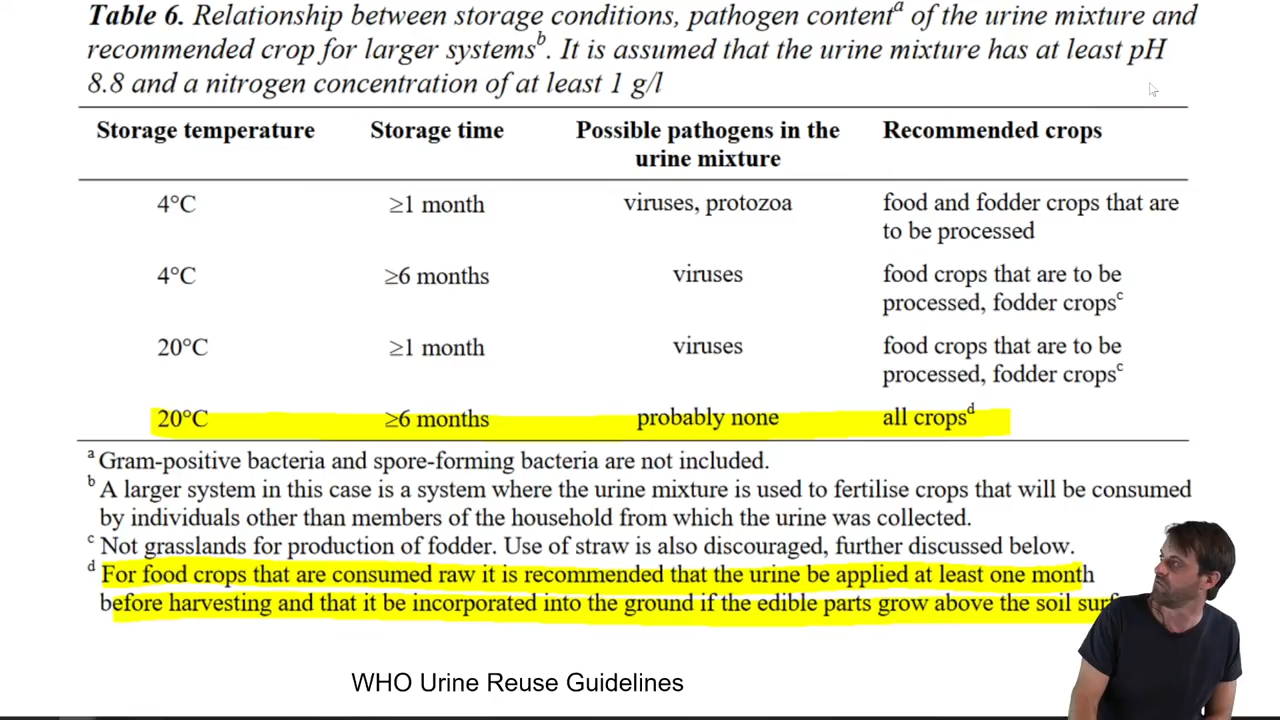 Table 6. Relationship between storage conditions, pathogen contentᵃ of the urine mixture and
recommended crop for larger systemsᵇ. It is assumed that the urine mixture has at least pH
8.8 and a nitrogen concentration of at least 1 g/l
Storage temperature Storage time Possible pathogens in the urine mixture Recommended crops
4°C ≥1 month viruses, protozoa food and fodder crops that are
to be processed
4°C ≥6 months viruses food crops that are to be
processed, fodder cropsᶜ
20°C ≥1 month viruses food crops that are to be
processed, fodder cropsᶜ
20°C ≥6 months probably none all cropsᵈ
ᵃ Gram-positive bacteria and spore-forming bacteria are not included.
ᵇ A larger system in this case is a system where the urine mixture is used to fertilise crops that will be consumed
by individuals other than members of the household from which the urine was collected.
ᶜ Not grasslands for production of fodder. Use of straw is also discouraged, further discussed below.
ᵈ For food crops that are consumed raw it is recommended that the urine be applied at least one month
before harvesting and that it be incorporated into the ground if the edible parts grow above the soil
WHO Urine Reuse Guidelines